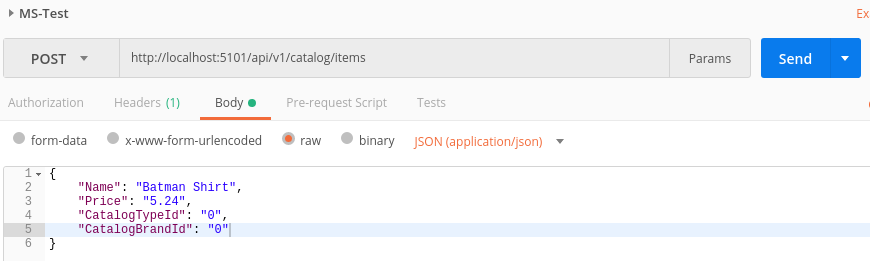 MS-Test Ex
POST http://localhost:5101/api/v1/catalog/items Params Send
Authorization Headers (1) Body Pre-request Script Tests
form-data x-www-form-urlencoded raw binary JSON (application/json)
1 {
2 "Name": "Batman Shirt",
3 "Price": "5.24",
4 "CatalogTypeId": "0",
5 "CatalogBrandId": "0"
6 }